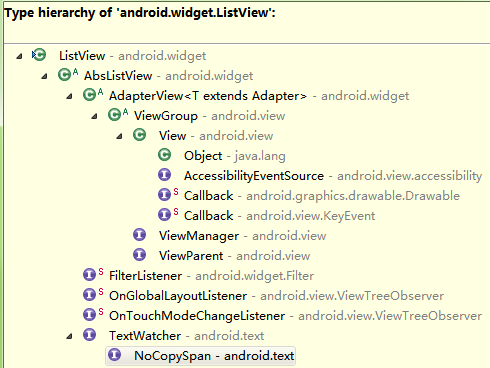 Type hierarchy of 'android.widget.ListView':
ListView - android.widget
AbsListView - android.widget
AdapterView<T extends Adapter> - android.widget
ViewGroup - android.view
View - android.view
Object - java.lang
AccessibilityEventSource - android.view.accessibility
Callback - android.graphics.drawable.Drawable
Callback - android.view.KeyEvent
ViewManager - android.view
ViewParent - android.view
FilterListener - android.widget.Filter
OnGlobalLayoutListener - android.view.ViewTreeObserver
OnTouchModeChangeListener - android.view.ViewTreeObserver
TextWatcher - android.text
NoCopySpan - android.text